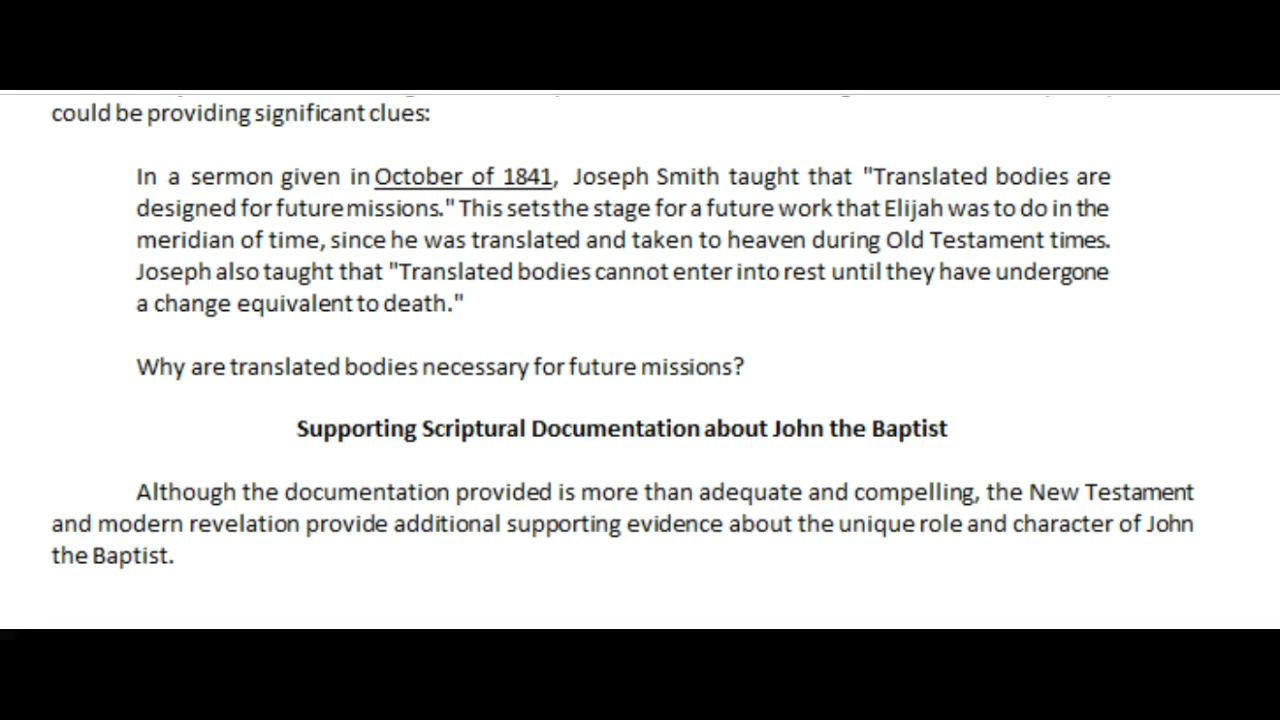 could be providing significant clues:
In a sermon given in October of 1841, Joseph Smith taught that "Translated bodies are
designed for future missions." This sets the stage for a future work that Elijah was to do in the
meridian of time, since he was translated and taken to heaven during Old Testament times.
Joseph also taught that "Translated bodies cannot enter into rest until they have undergone
a change equivalent to death."
Why are translated bodies necessary for future missions?
Supporting Scriptural Documentation about John the Baptist
Although the documentation provided is more than adequate and compelling, the New Testament
and modern revelation provide additional supporting evidence about the unique role and character of John
the Baptist.